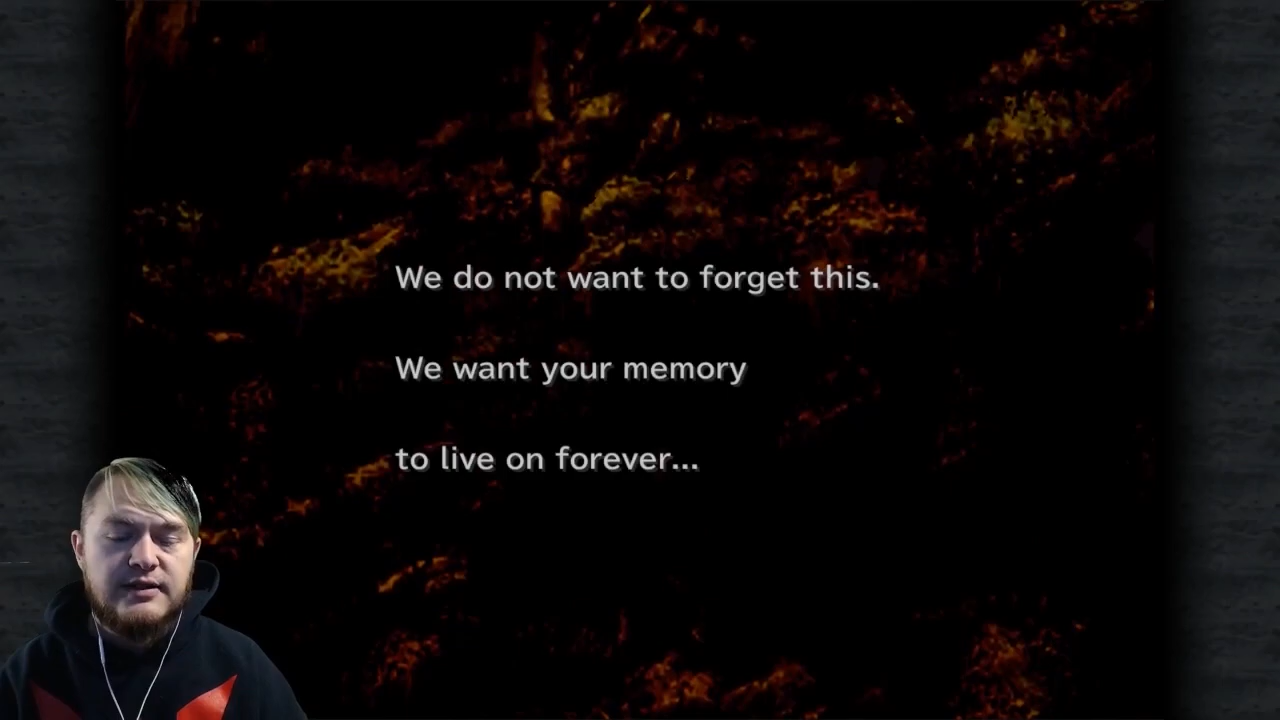 We do not want to forget this.
We want your memory
to live on forever...